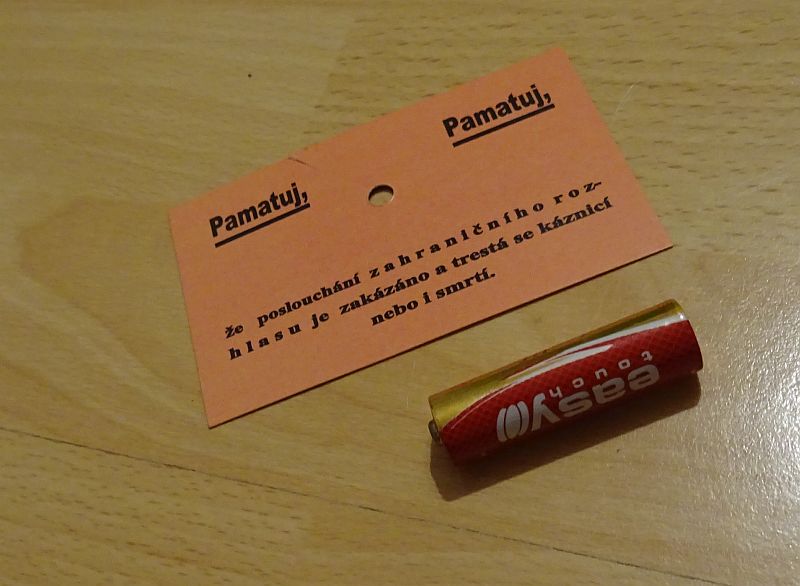 Pamatuj, Pamatuj,
že poslouchání zahraničního roz-
hlasu je zakázáno a trestá se káznicí
nebo i smrtí.
easy
touch